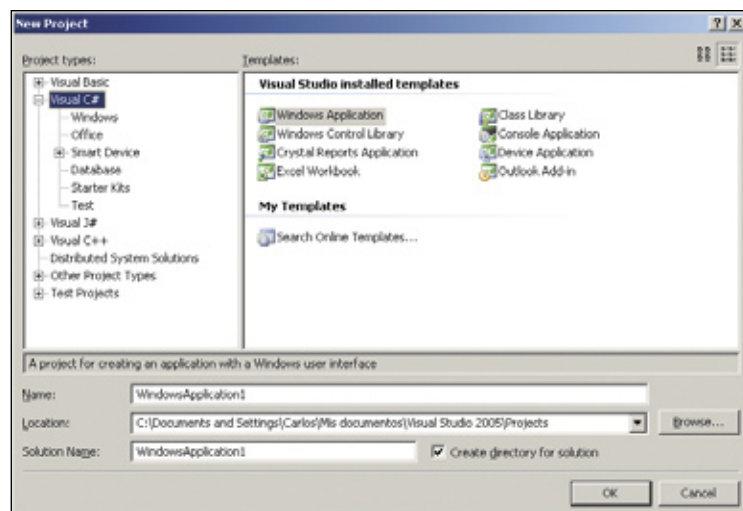 New Project
Project types:
Templates:
Visual Basic
Visual C#
Windows
Office
Smart Device
Database
Starter Kits
Test
Visual J#
Visual C++
Distributed System Solutions
Other Project Types
Test Projects
Visual Studio installed templates
Windows Application
Class Library
Windows Control Library
Console Application
Crystal Reports Application
Device Application
Excel Workbook
Outlook Add-in
My Templates
Search Online Templates...
A project for creating an application with a Windows user interface
Name:
WindowsApplication1
Location:
C:\Documents and Settings\Carlos\Mis documentos\Visual Studio 2005\Projects
Browse...
Solution Name:
WindowsApplication1
Create directory for solution
OK
Cancel